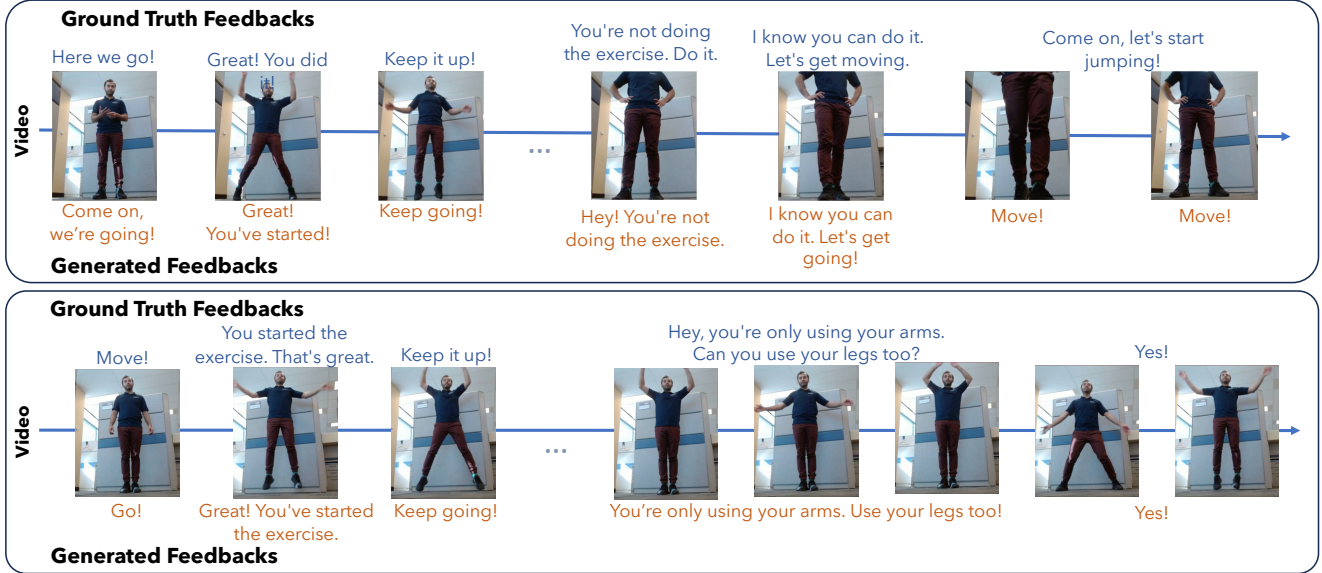 Ground Truth Feedbacks
Here we go!
Great! You did
it!
Keep it up!
You're not doing
the exercise. Do it.
I know you can do it.
Let's get moving.
Come on, let's start
jumping!
Video
...
Come on,
we’re going!
Great!
You've started!
Keep going!
Hey! You're not
doing the exercise.
I know you can
do it. Let's get
going!
Move!
Move!
Generated Feedbacks
Ground Truth Feedbacks
Move!
You started the
exercise. That's great.
Keep it up!
Hey, you're only using your arms.
Can you use your legs too?
Yes!
Video
...
Go!
Great! You've started
the exercise.
Keep going!
You’re only using your arms. Use your legs too!
Yes!
Generated Feedbacks